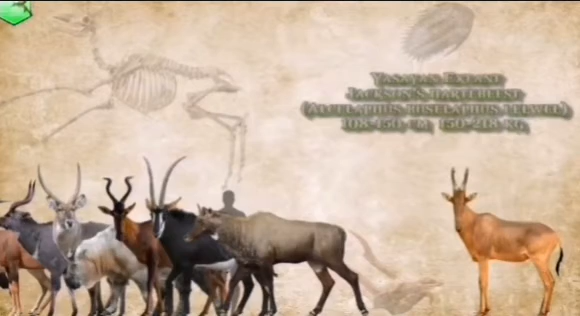 Extant
Jackson's hartebeest
(Alcelaphus buselaphus lelwel)
108-150 cm, 150-218 kg